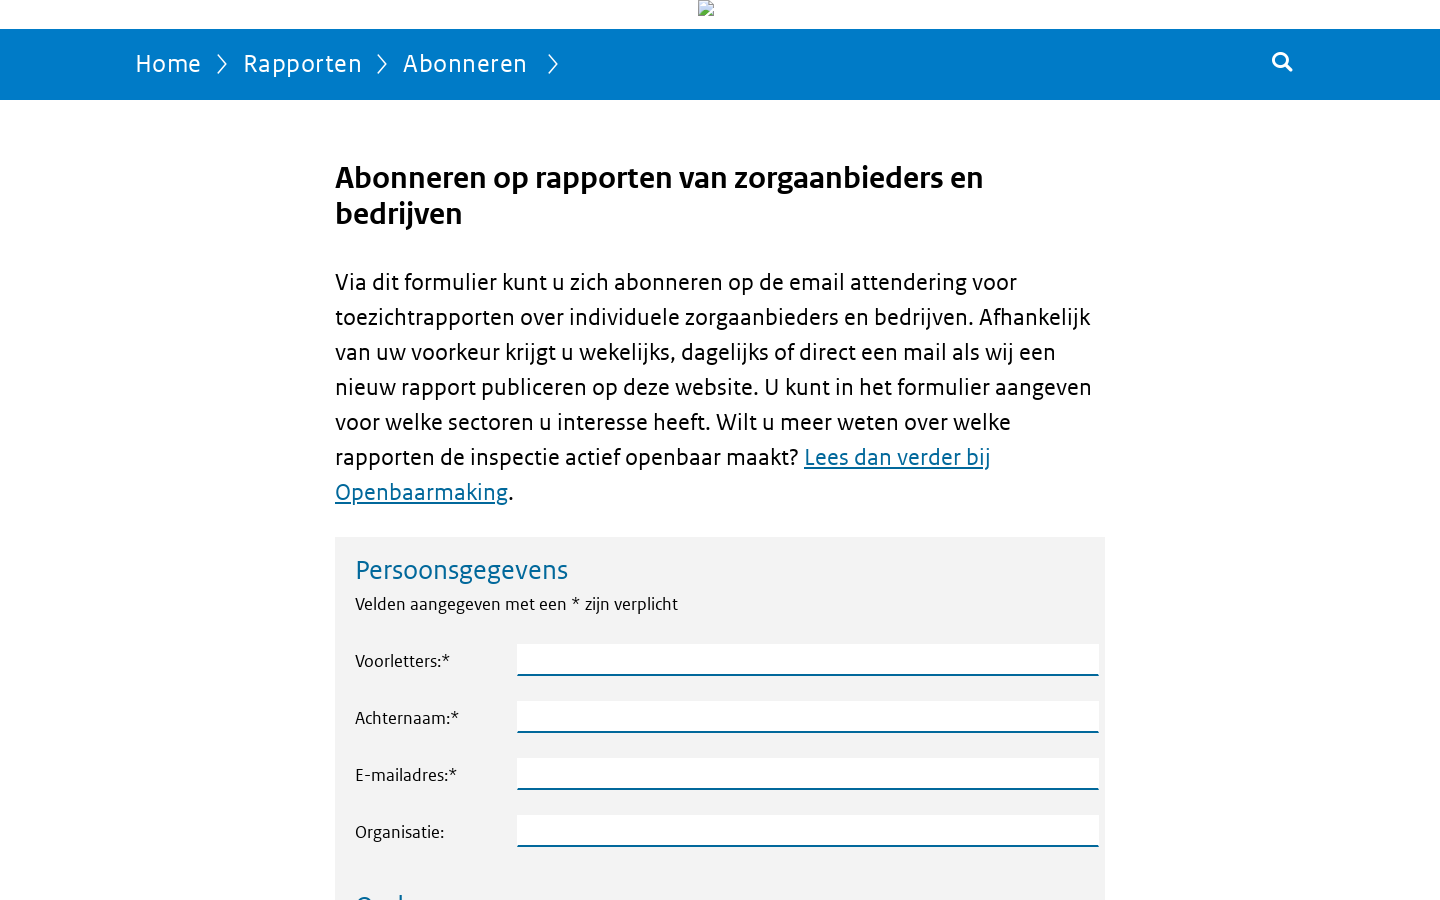 Home Rapporten Abonneren
Abonneren op rapporten van zorgaanbieders en
bedrijven
Via dit formulier kunt u zich abonneren op de email attendering voor
toezichtrapporten over individuele zorgaanbieders en bedrijven. Afhankelijk
van uw voorkeur krijgt u wekelijks, dagelijks of direct een mail als wij een
nieuw rapport publiceren op deze website. U kunt in het formulier aangeven
voor welke sectoren u interesse heeft. Wilt u meer weten over welke
rapporten de inspectie actief openbaar maakt? Lees dan verder bij
Openbaarmaking.
Persoonsgegevens
Velden aangegeven met een * zijn verplicht
Voorletters:*
Achternaam:*
E-mailadres:*
Organisatie: